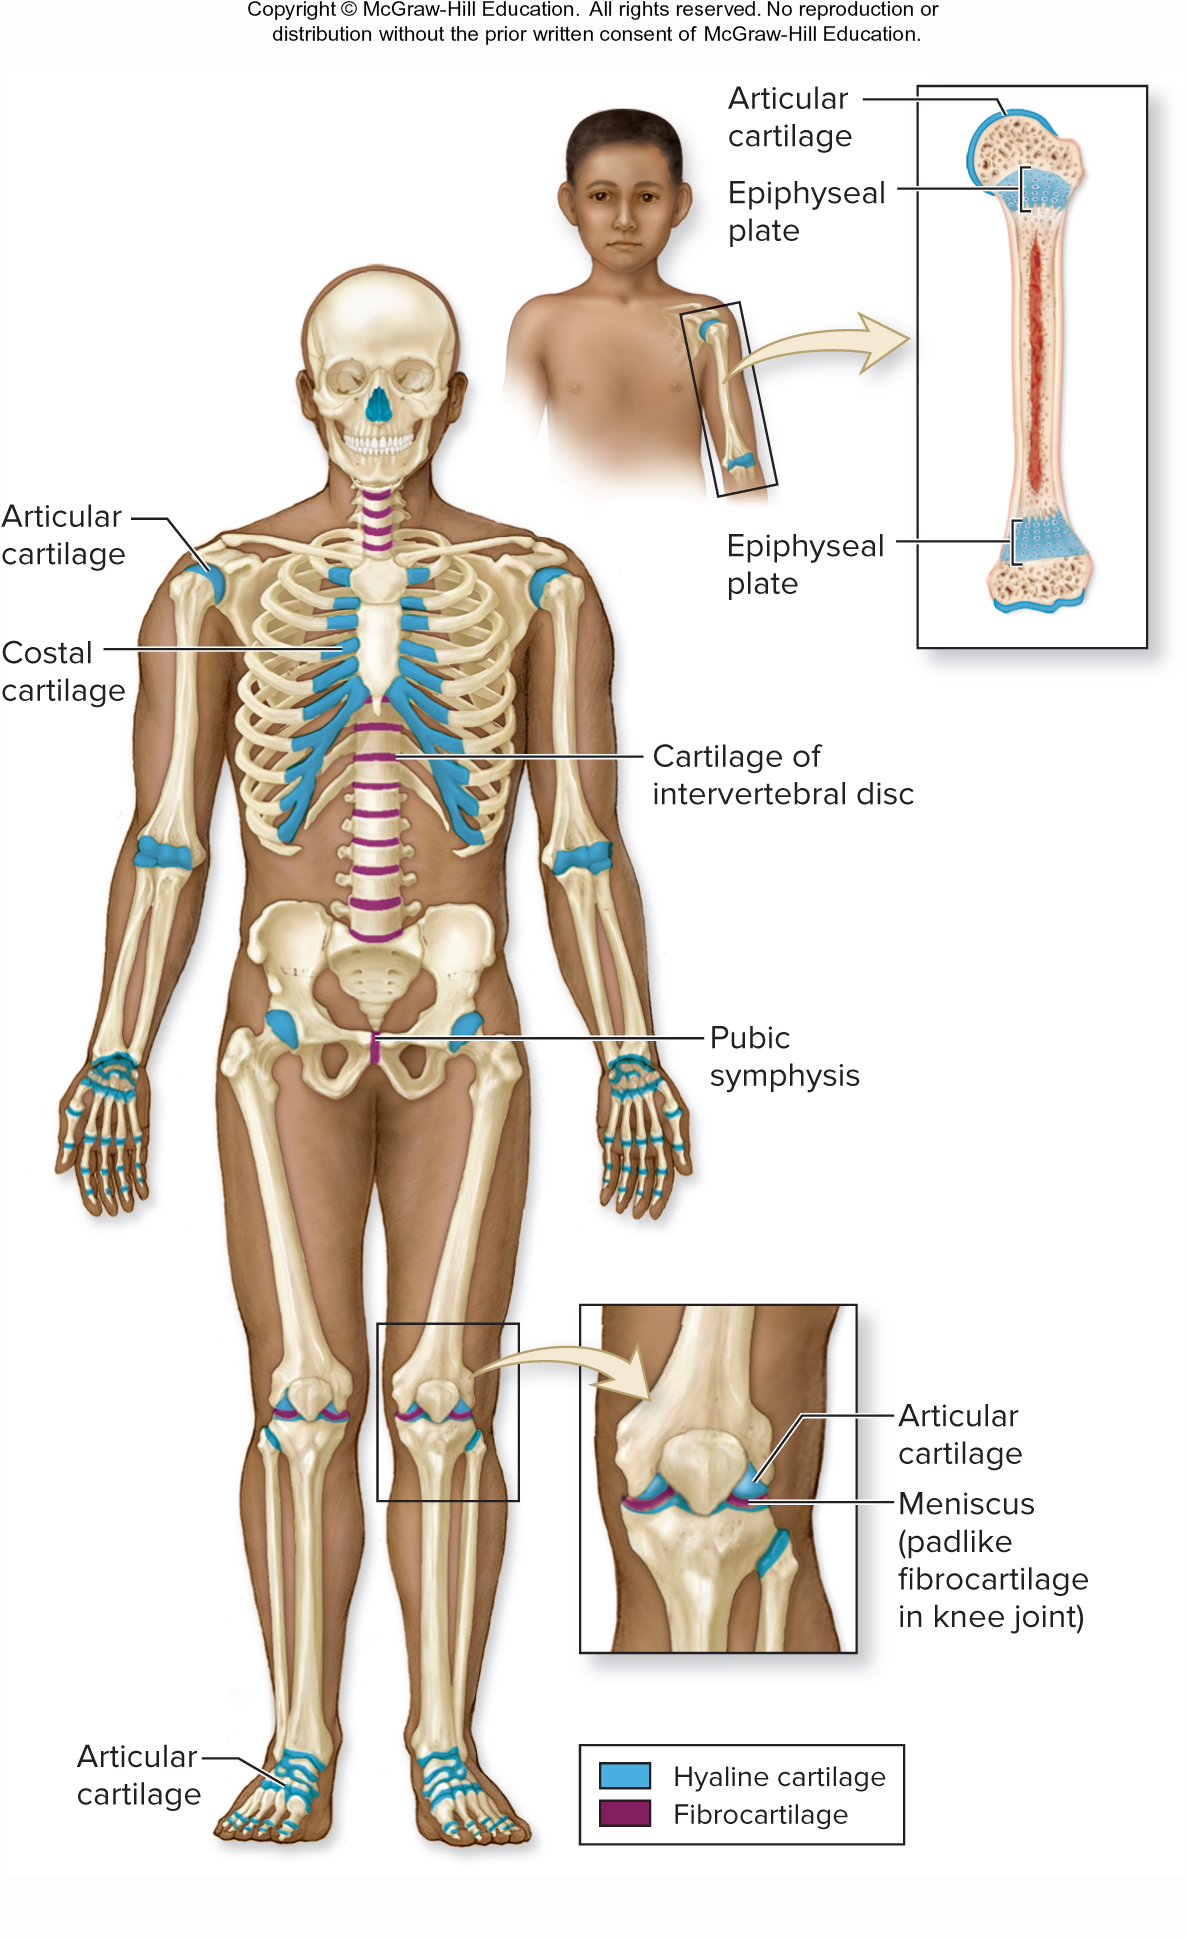 Copyright © McGraw-Hill Education.  All rights reserved. No reproduction or
distribution without the prior written consent of McGraw-Hill Education.
Articular
cartilage
Epiphyseal
plate
Epiphyseal
plate
Articular
cartilage
Costal
cartilage
Cartilage of
intervertebral disc
Pubic
symphysis
Articular
cartilage
Meniscus
(padlike
fibrocartilage
in knee joint)
Articular
cartilage
Hyaline cartilage
Fibrocartilage